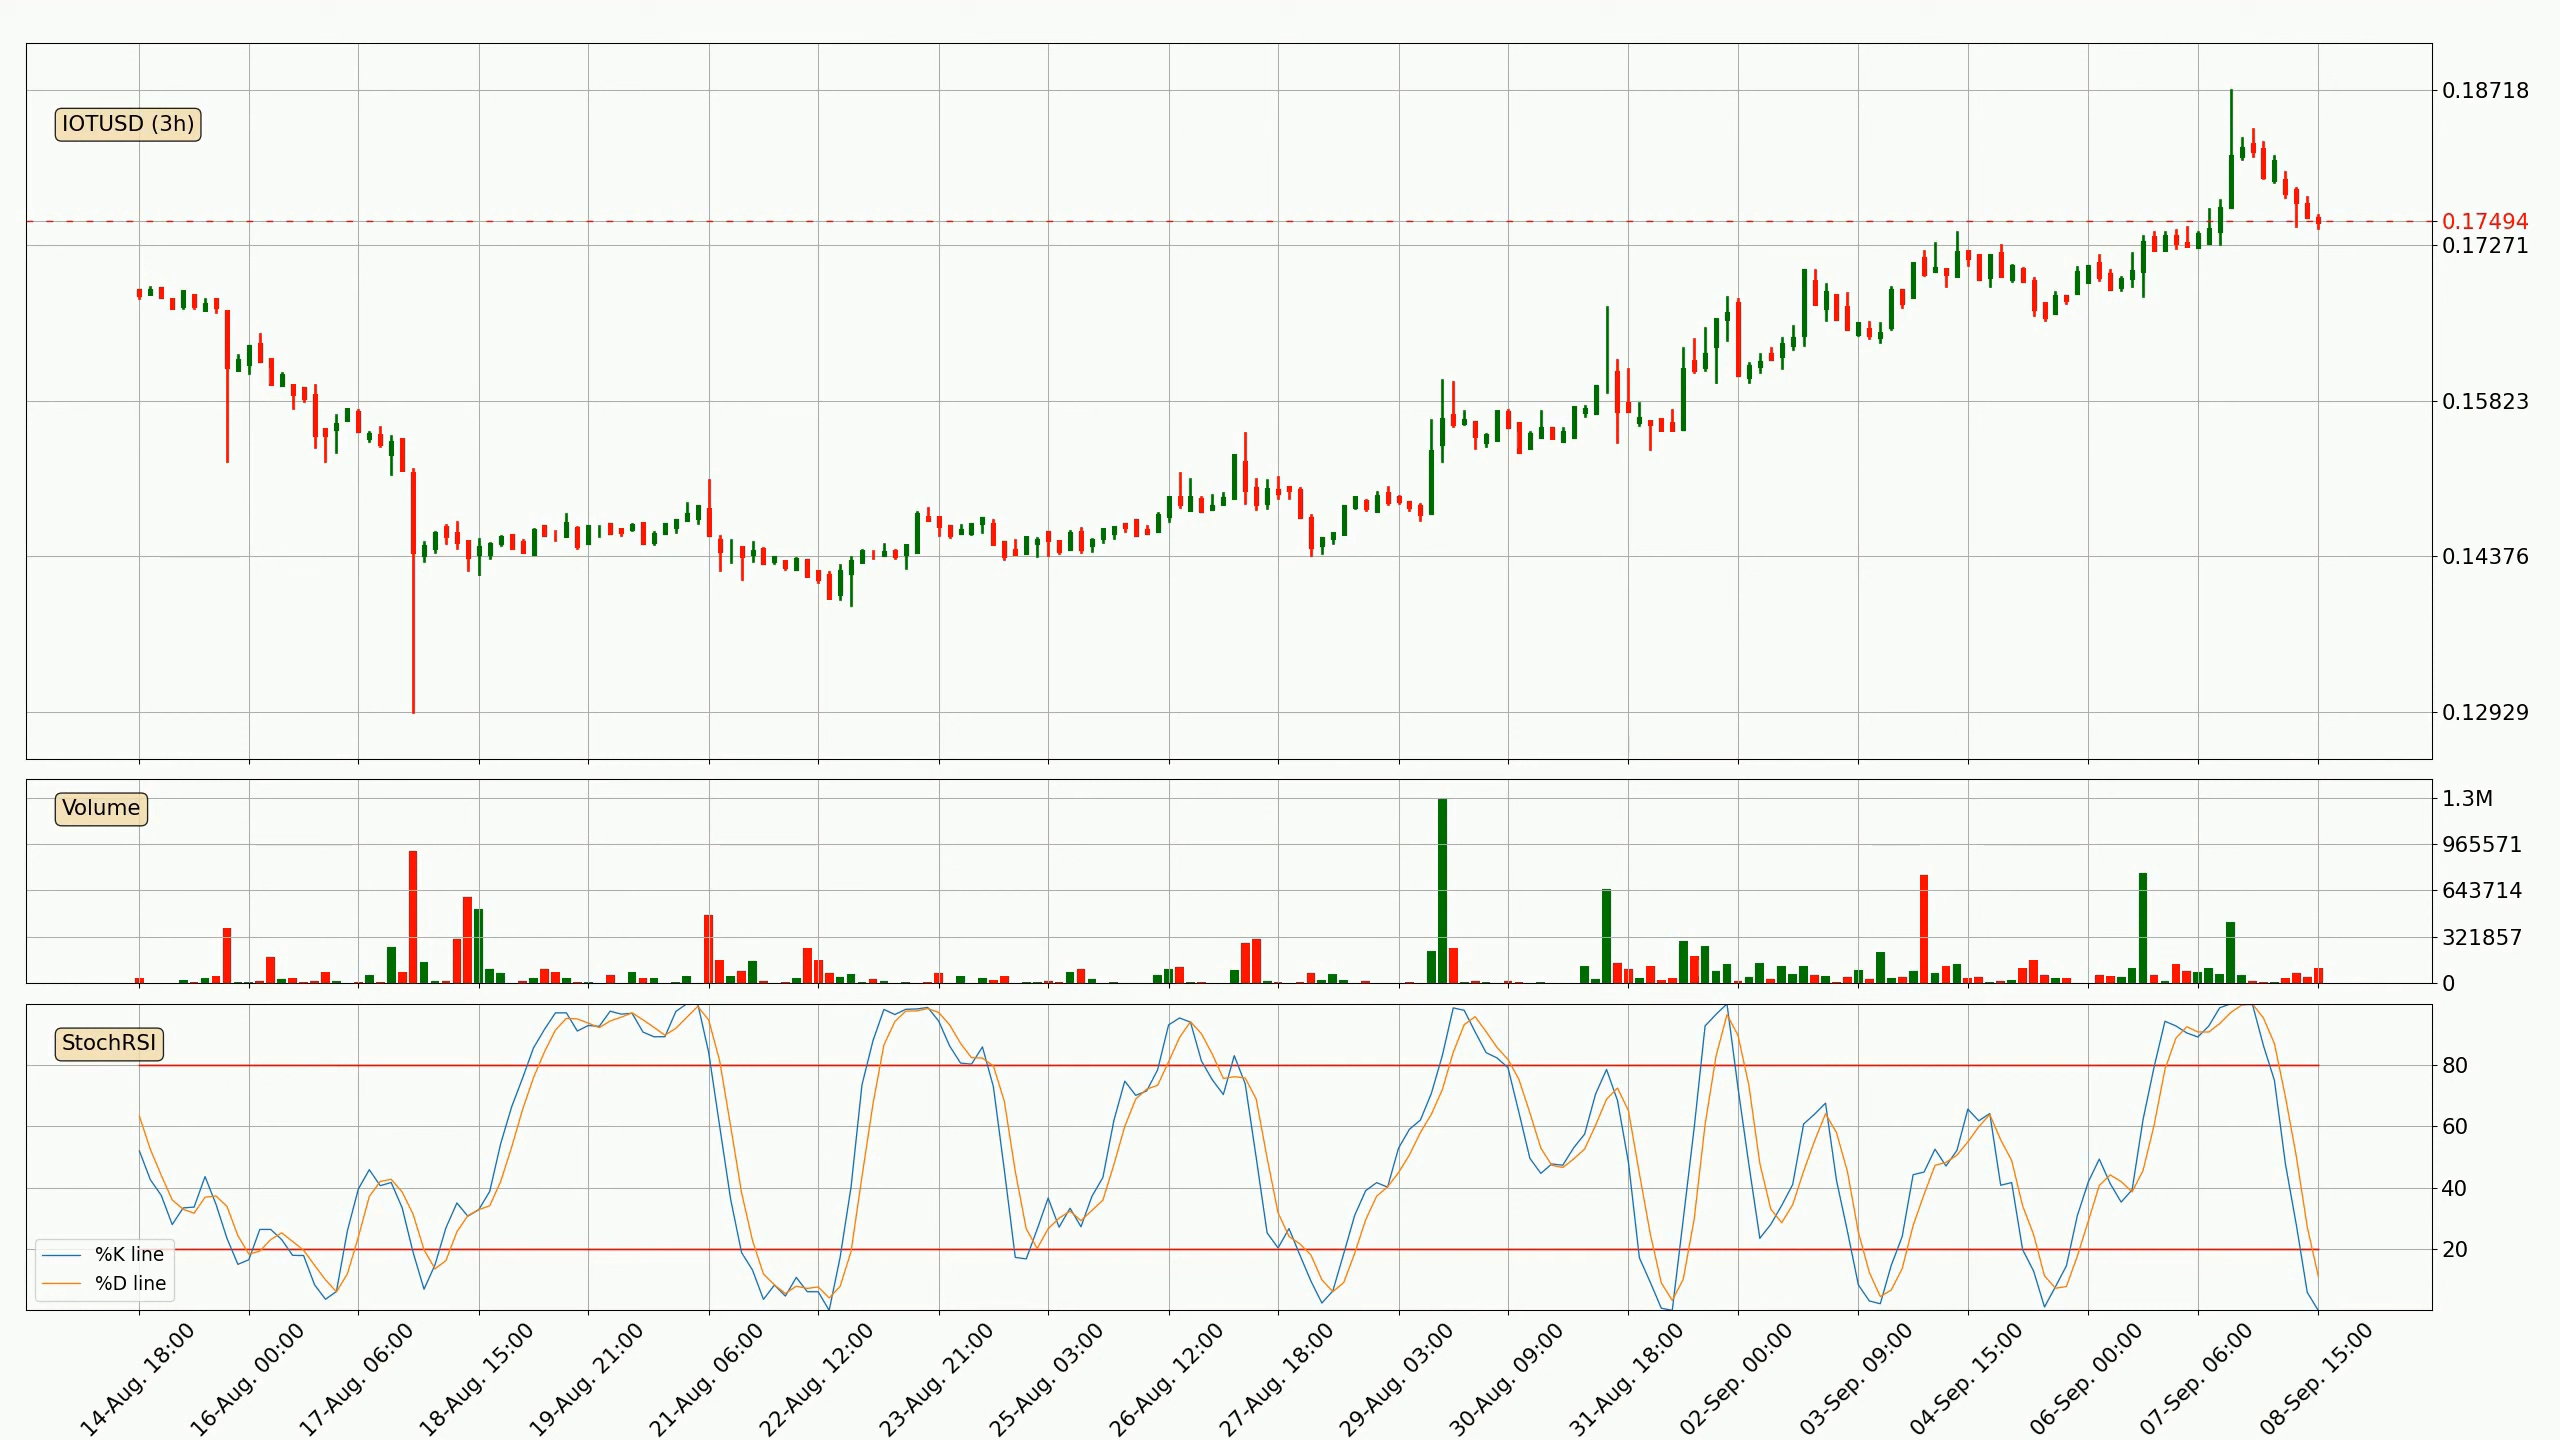 IOTUSD (3h)
0.18718
0.17494
0.17271
0.15823
0.14376
0.12929
Volume
1.3M
965571
643714
321857
0
StochRSI
80
60
40
20
%K line
%D line
14-Aug. 18:00
16-Aug. 00:00
17-Aug. 06:00
18-Aug. 15:00
19-Aug. 21:00
21-Aug. 06:00
22-Aug. 12:00
23-Aug. 21:00
25-Aug. 03:00
26-Aug. 12:00
27-Aug. 18:00
29-Aug. 03:00
30-Aug. 09:00
31-Aug. 18:00
02-Sep. 00:00
03-Sep. 09:00
04-Sep. 15:00
06-Sep. 00:00
07-Sep. 06:00
08-Sep. 15:00